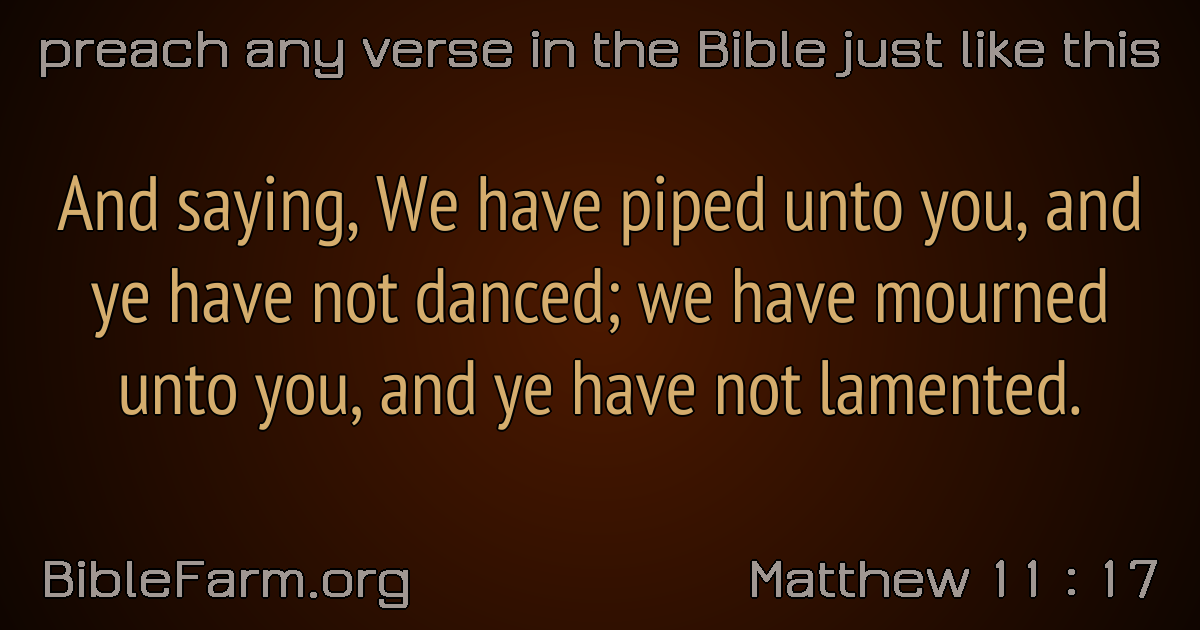 preach any verse in the Bible just like this
And saying, We have piped unto you, and
ye have not danced; we have mourned
unto you, and ye have not lamented.
BibleFarm.org
Matthew 11 : 17